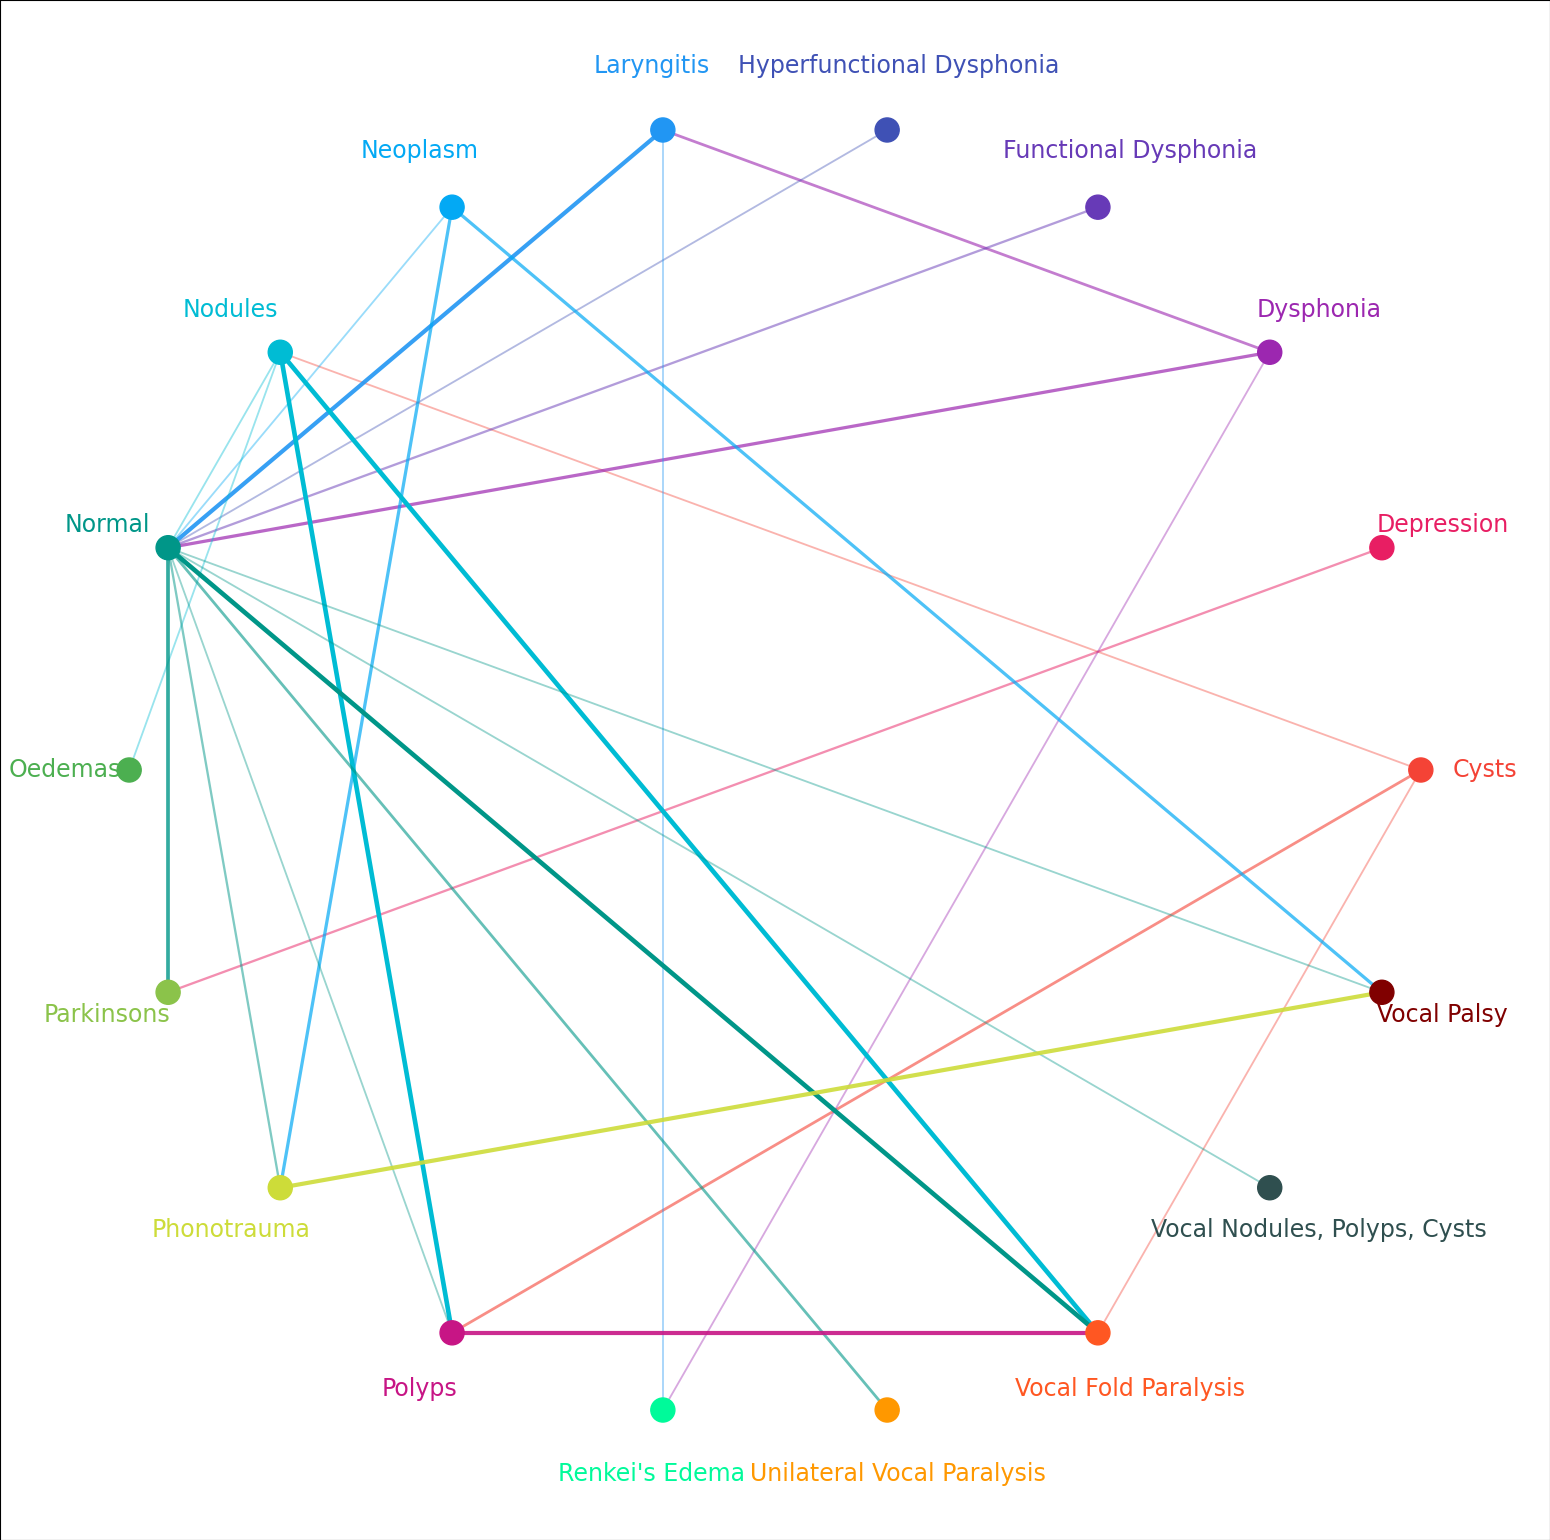 Laryngitis
Hyperfunctional Dysphonia
Neoplasm
Functional Dysphonia
Nodules
Dysphonia
Normal
Depression
Oedemas
Cysts
Parkinsons
Vocal Palsy
Phonotrauma
Vocal Nodules, Polyps, Cysts
Polyps
Vocal Fold Paralysis
Renkei's Edema
Unilateral Vocal Paralysis